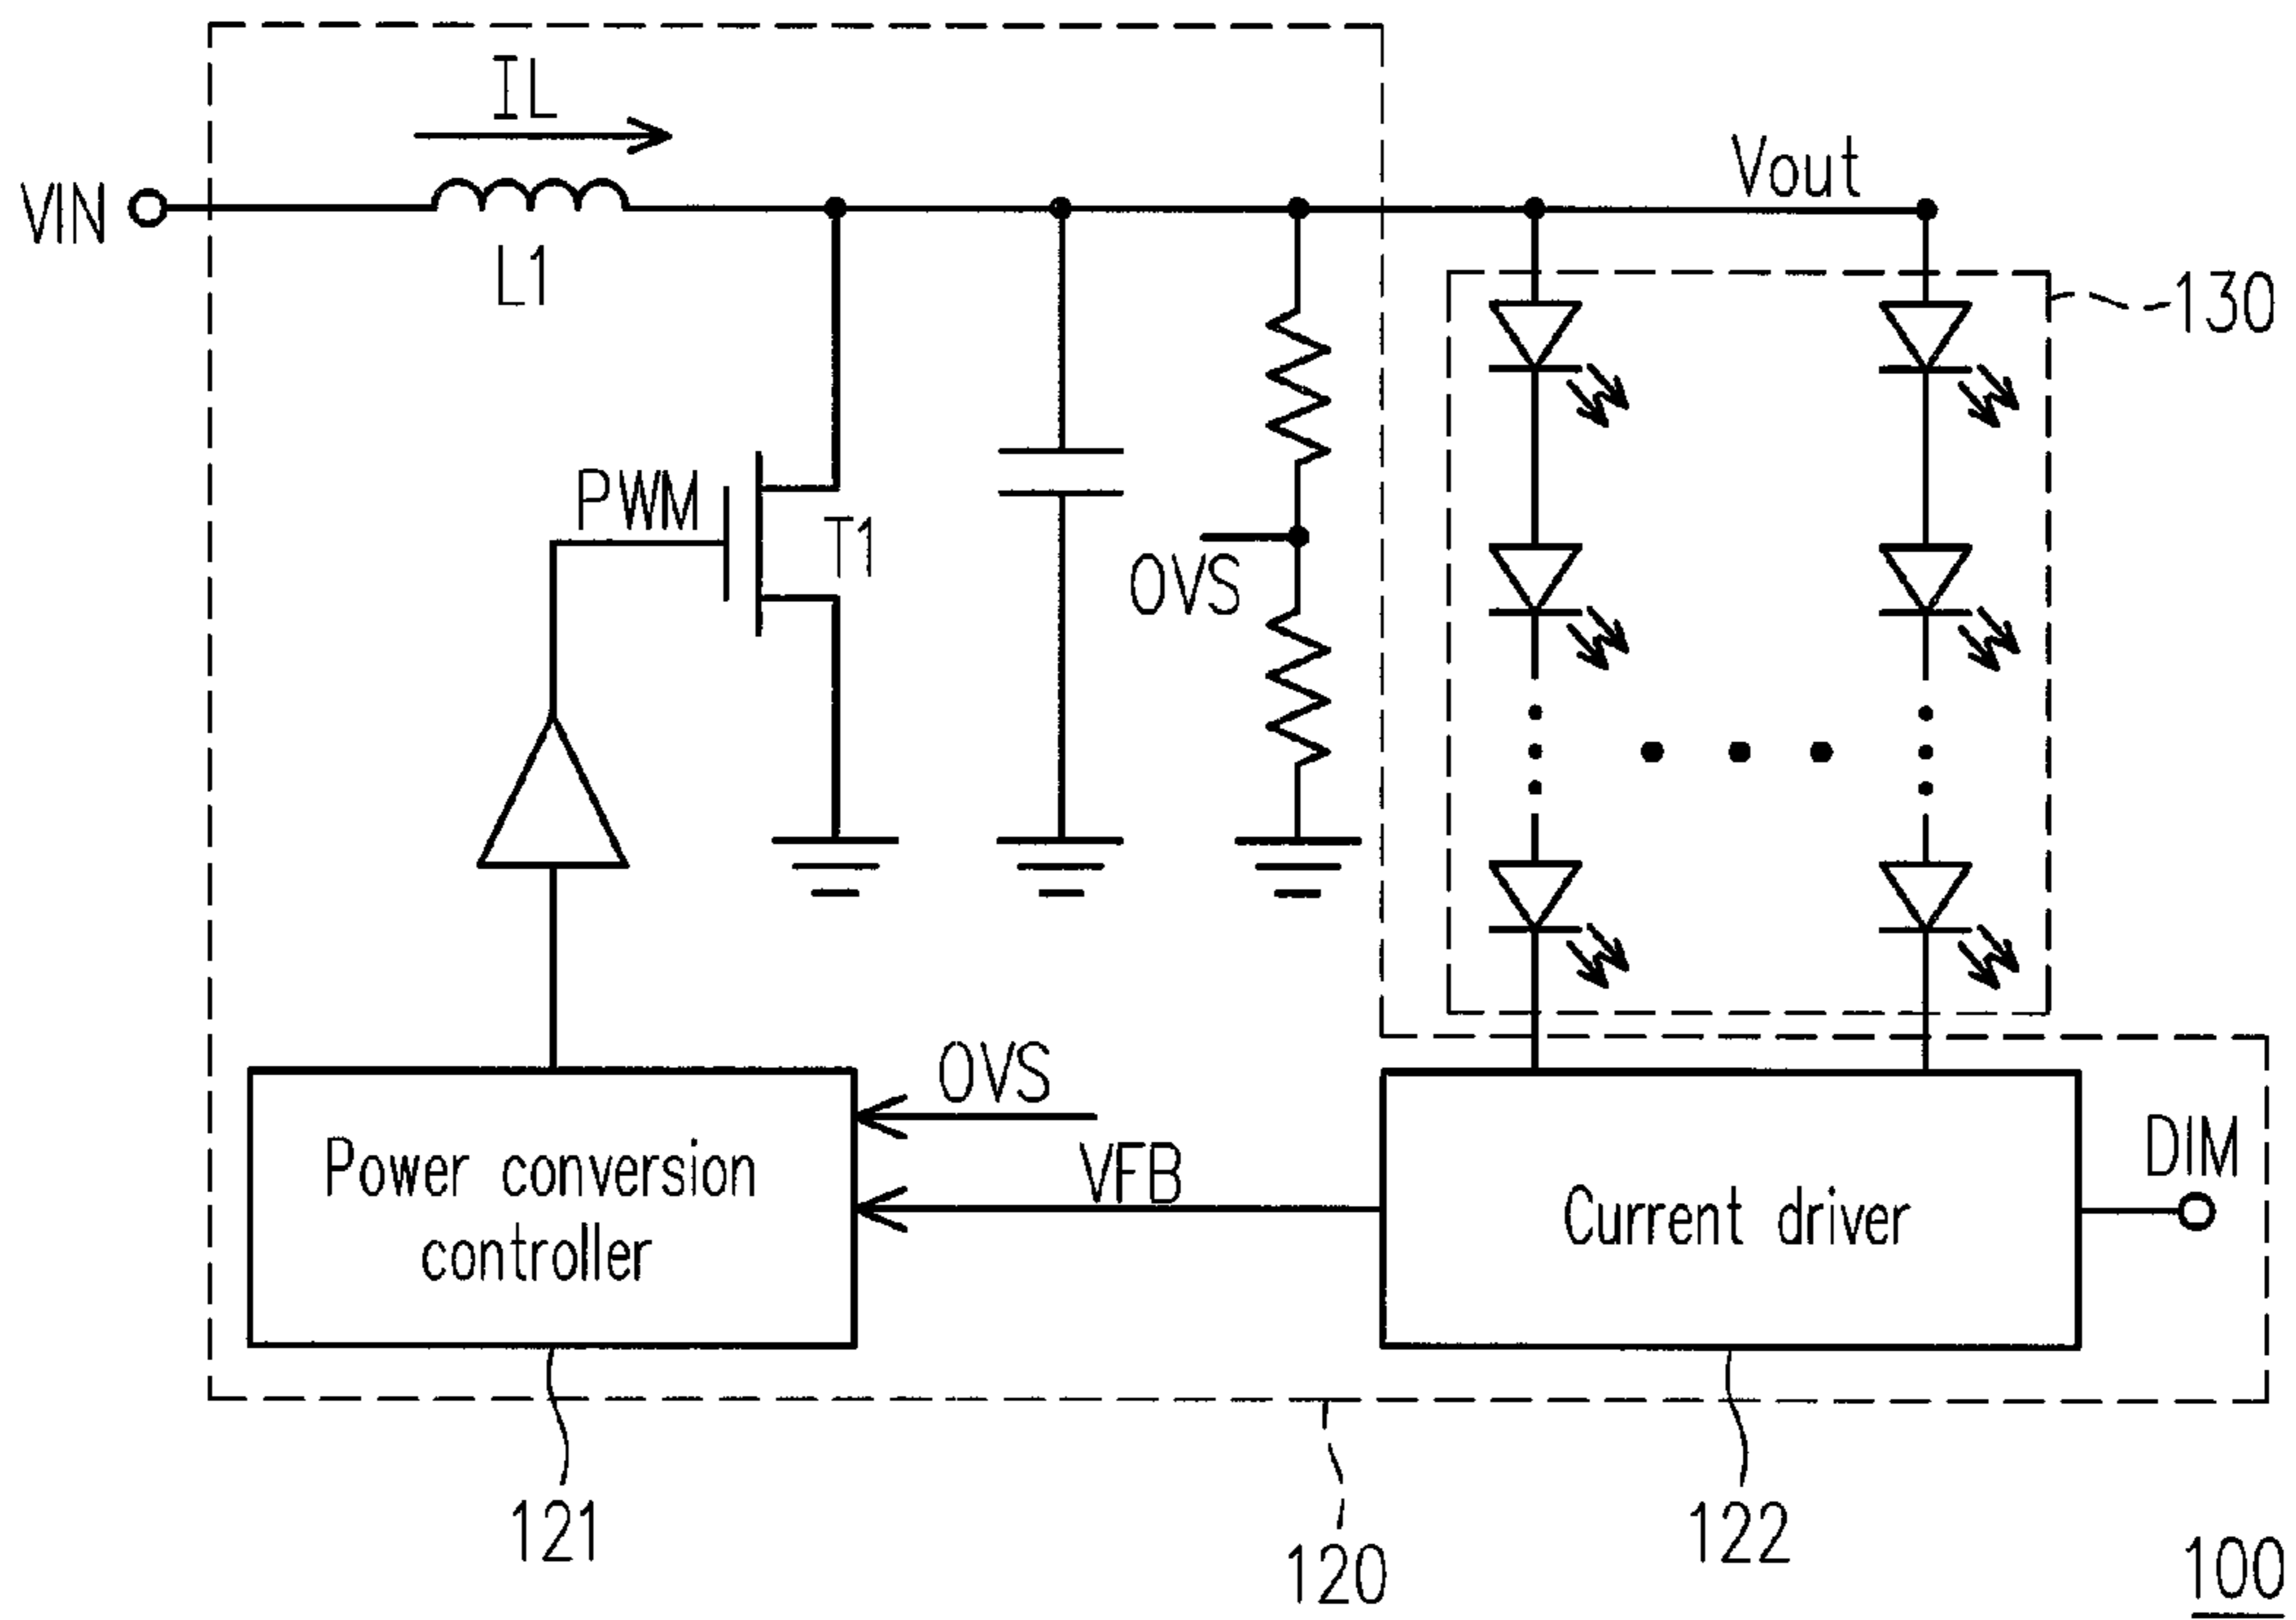 IL
VIN
L1
Vout
130
PWM
T1
OVS
OVS
VFB
DIM
Power conversion
controller
Current driver
121
120
122
100